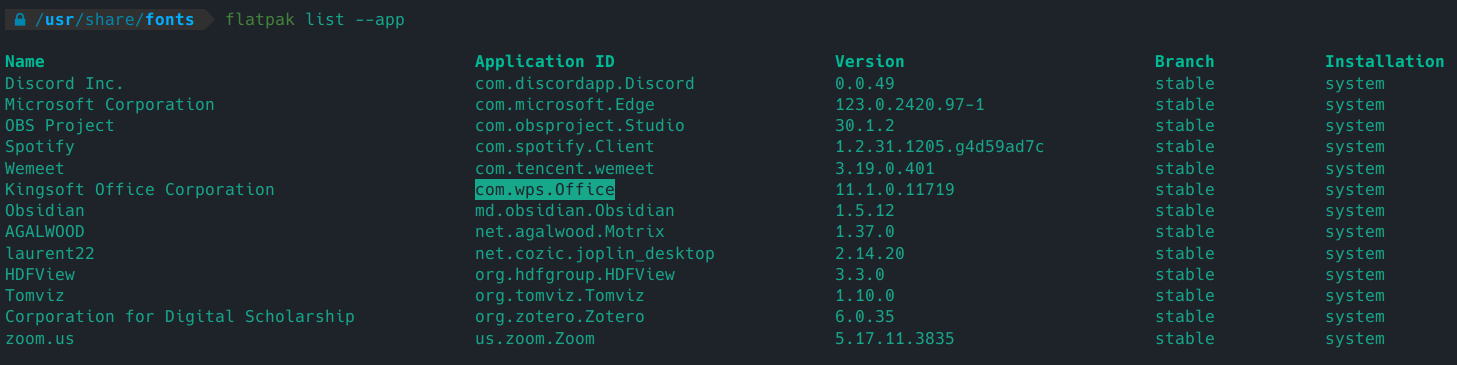 /usr/share/fonts flatpak list --app
Name Application ID Version Branch Installation
Discord Inc. com.discordapp.Discord 0.0.49 stable system
Microsoft Corporation com.microsoft.Edge 123.0.2420.97-1 stable system
OBS Project com.obsproject.Studio 30.1.2 stable system
Spotify com.spotify.Client 1.2.31.1205.g4d59ad7c stable system
Wemeet com.tencent.wemeet 3.19.0.401 stable system
Kingsoft Office Corporation com.wps.Office 11.1.0.11719 stable system
Obsidian md.obsidian.Obsidian 1.5.12 stable system
AGALWOOD net.agalwood.Motrix 1.37.0 stable system
laurent22 net.cozic.joplin_desktop 2.14.20 stable system
HDFView org.hdfgroup.HDFView 3.3.0 stable system
Tomviz org.tomviz.Tomviz 1.10.0 stable system
Corporation for Digital Scholarship org.zotero.Zotero 6.0.35 stable system
zoom.us us.zoom.Zoom 5.17.11.3835 stable system